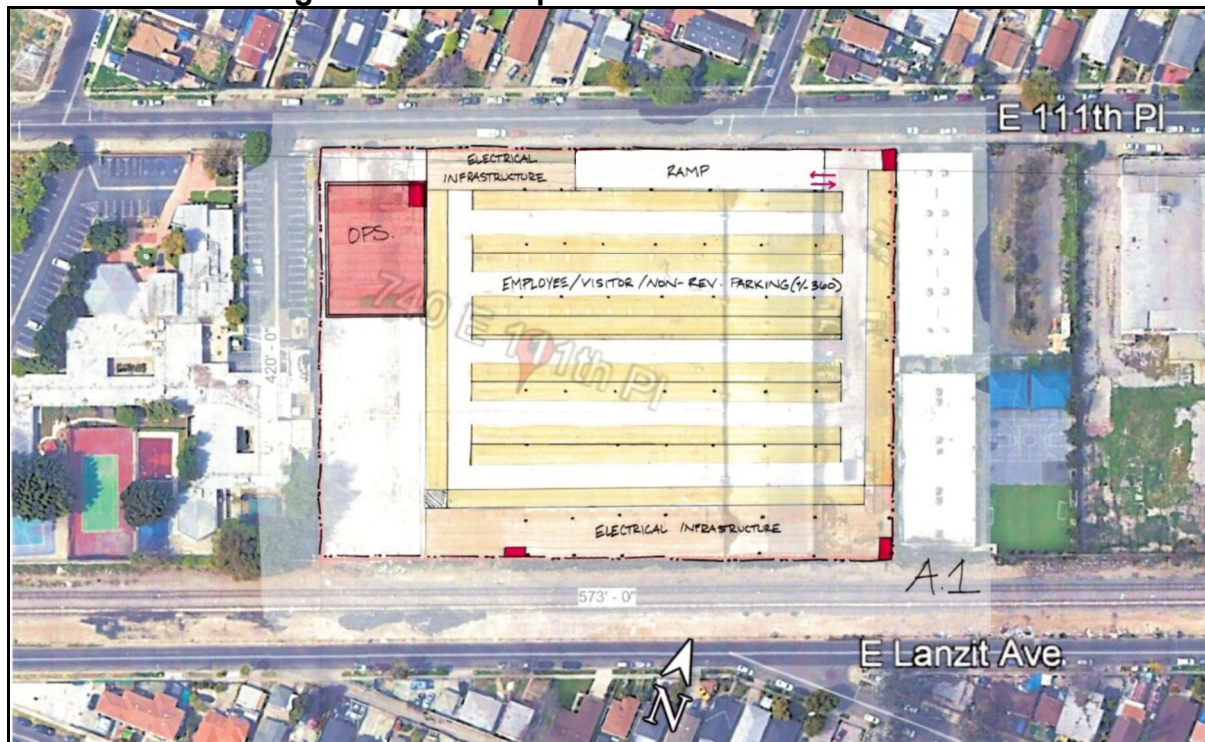 E 111th Pl
ELECTRICAL
INFRASTRUCTURE
RAMP
OPS.
EMPLOYEE/VISITOR/NON-REV. PARKING (+/-360)
740 E 111th Pl
420' - 0"
ELECTRICAL INFRASTRUCTURE
A.1
573' - 0"
E Lanzit Ave
N